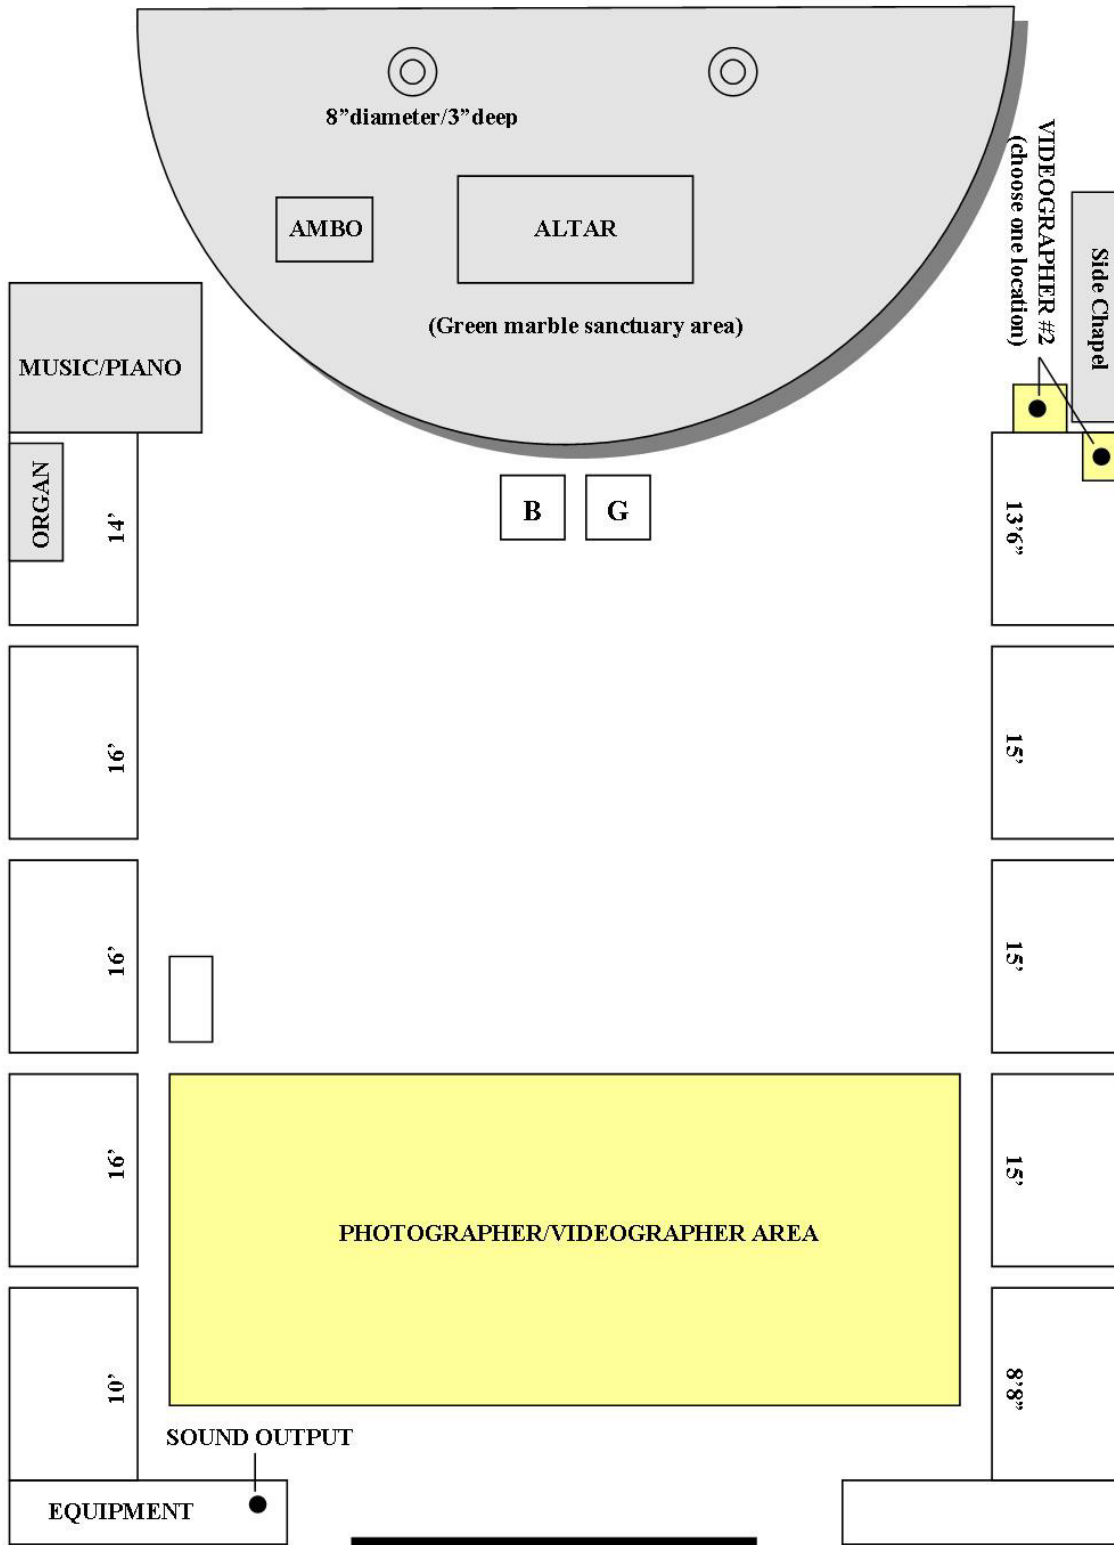 8”diameter/3”deep
VIDEOGRAPHER #2
(choose one location)
AMBO
ALTAR
Side Chapel
(Green marble sanctuary area)
MUSIC/PIANO
ORGAN
14’
B
G
13’6”
16’
15’
16’
15’
16’
15’
PHOTOGRAPHER/VIDEOGRAPHER AREA
10’
8’8”
SOUND OUTPUT
EQUIPMENT